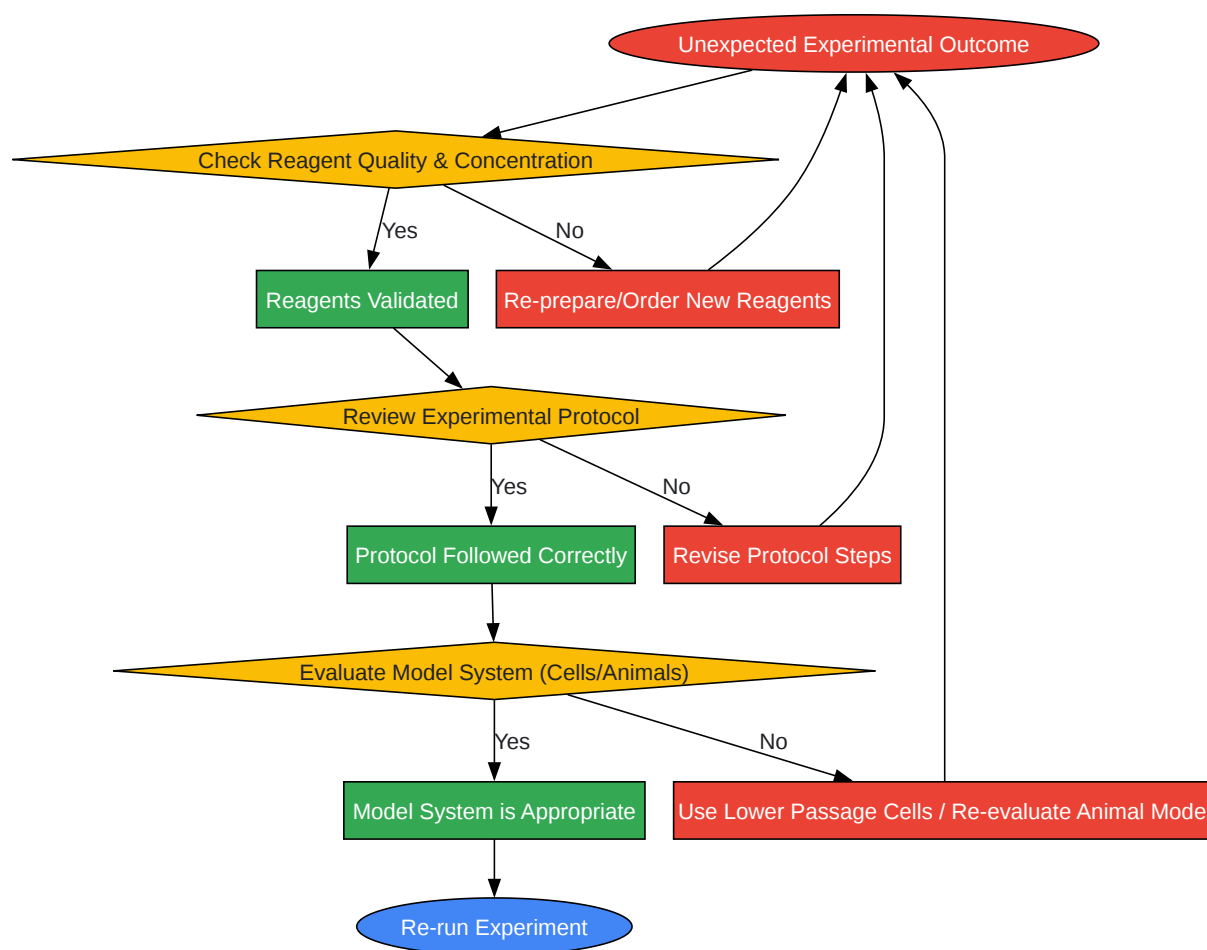 Unexpected Experimental Outcome
Check Reagent Quality & Concentration
Yes
No
Reagents Validated
Re-prepare/Order New Reagents
Review Experimental Protocol
Yes
No
Protocol Followed Correctly
Revise Protocol Steps
Evaluate Model System (Cells/Animals)
Yes
No
Model System is Appropriate
Use Lower Passage Cells / Re-evaluate Animal Mode
Re-run Experiment